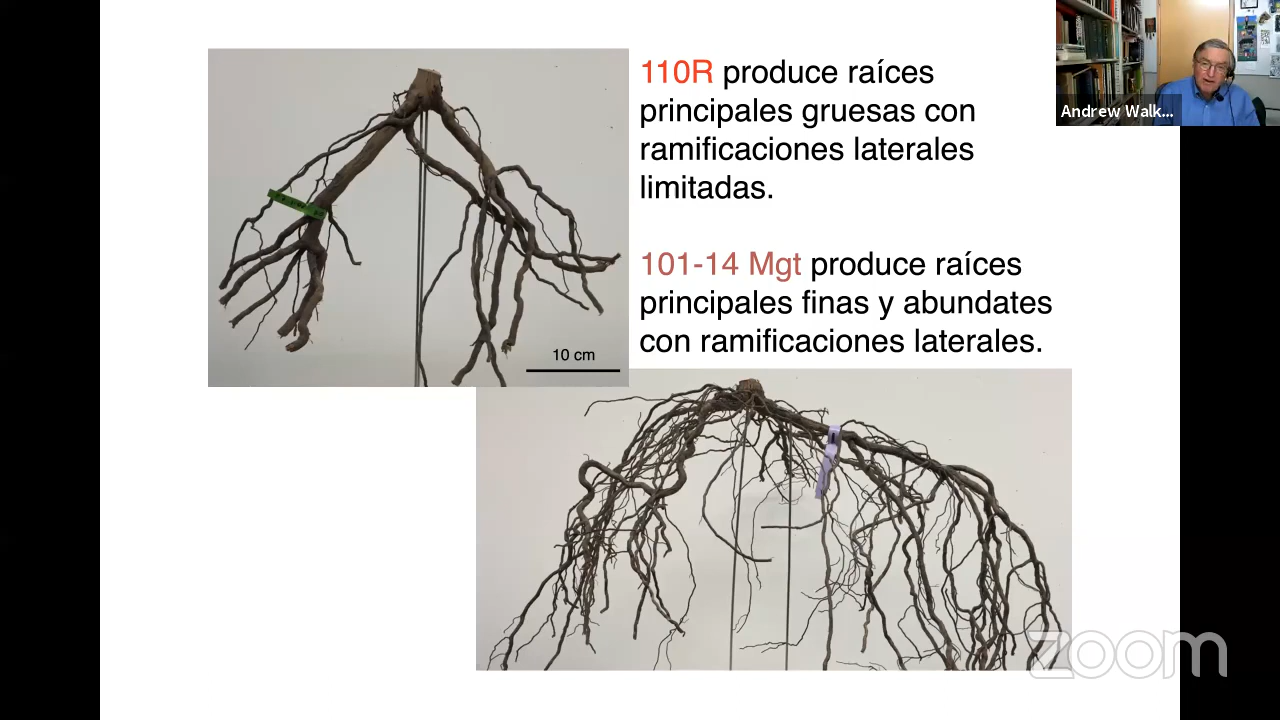 110R produce raíces
principales gruesas con
ramificaciones laterales
limitadas.
101-14 Mgt produce raíces
principales finas y abundates
con ramificaciones laterales.
10 cm
Andrew Walk...
zoom